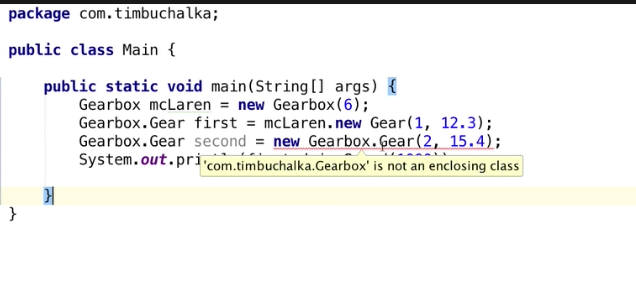 package com.timbuchalka;
public class Main {
public static void main(String[] args) {
Gearbox mcLaren = new Gearbox(6);
Gearbox.Gear first = mcLaren.new Gear(1, 12.3);
Gearbox.Gear second = new Gearbox.Gear(2, 15.4);
System.out.pri
'com.timbuchalka.Gearbox' is not an enclosing class
}
}